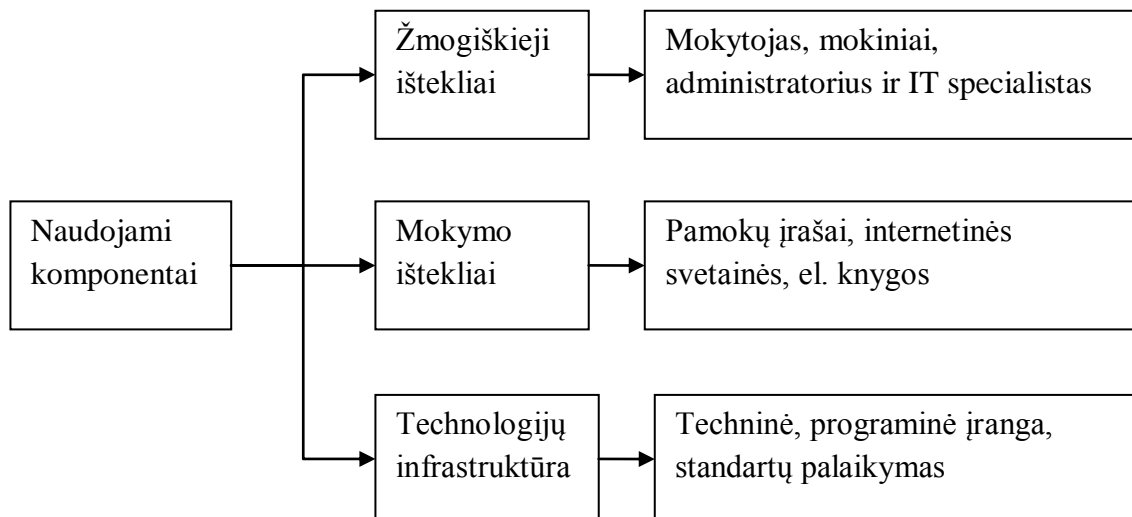 Žmogiškieji
ištekliai
Mokytojas, mokiniai,
administratorius ir IT specialistas
Naudojami
komponentai
Mokymo
ištekliai
Pamokų įrašai, internetinės
svetainės, el. knygos
Technologijų
infrastruktūra
Techninė, programinė įranga,
standartų palaikymas